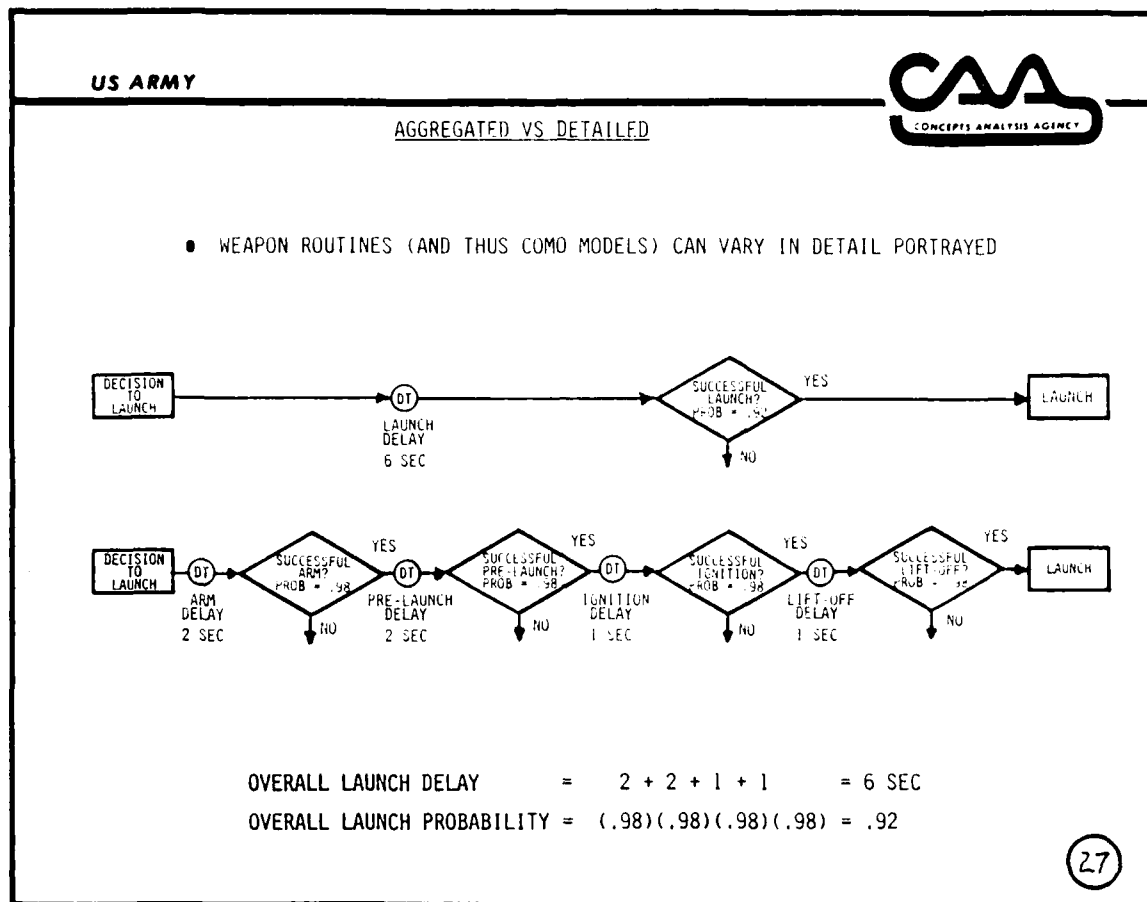 US ARMY
CAA
CONCEPTS ANALYSIS AGENCY
AGGREGATED VS DETAILED
● WEAPON ROUTINES (AND THUS COMO MODELS) CAN VARY IN DETAIL PORTRAYED
DECISION
TO
LAUNCH
DT
LAUNCH
DELAY
6 SEC
SUCCESSFUL
LAUNCH?
PROB = .92
YES
NO
LAUNCH
DECISION
TO
LAUNCH
DT
ARM
DELAY
2 SEC
SUCCESSFUL
ARM?
PROB = .98
YES
NO
DT
PRE-LAUNCH
DELAY
2 SEC
SUCCESSFUL
PRE-LAUNCH?
PROB = .98
YES
NO
DT
IGNITION
DELAY
1 SEC
SUCCESSFUL
IGNITION?
PROB = .98
YES
NO
DT
LIFT-OFF
DELAY
1 SEC
SUCCESSFUL
LIFT-OFF?
PROB = .98
YES
NO
LAUNCH
OVERALL LAUNCH DELAY = 2 + 2 + 1 + 1 = 6 SEC
OVERALL LAUNCH PROBABILITY = (.98)(.98)(.98)(.98) = .92
27